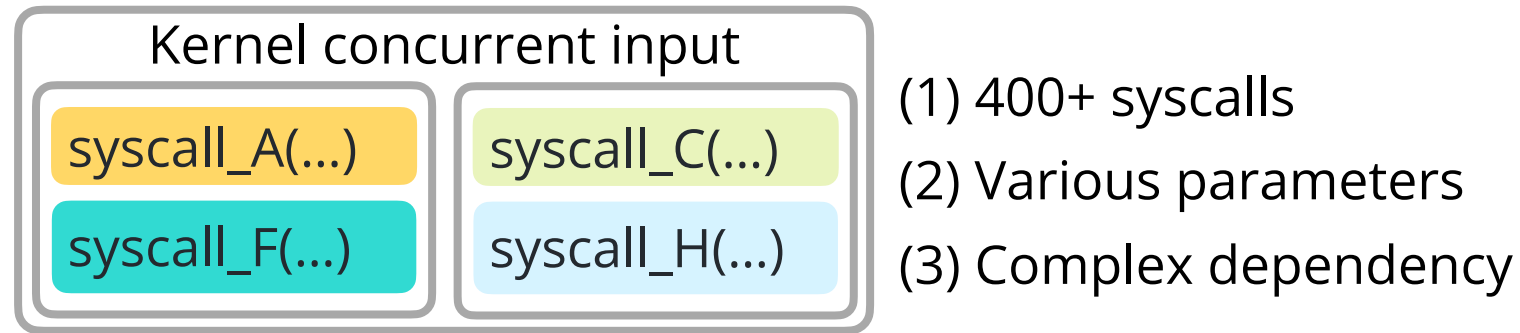 Kernel concurrent input
syscall_A(...)
syscall_F(...)
syscall_C(...)
syscall_H(...)
(1) 400+ syscalls
(2) Various parameters
(3) Complex dependency